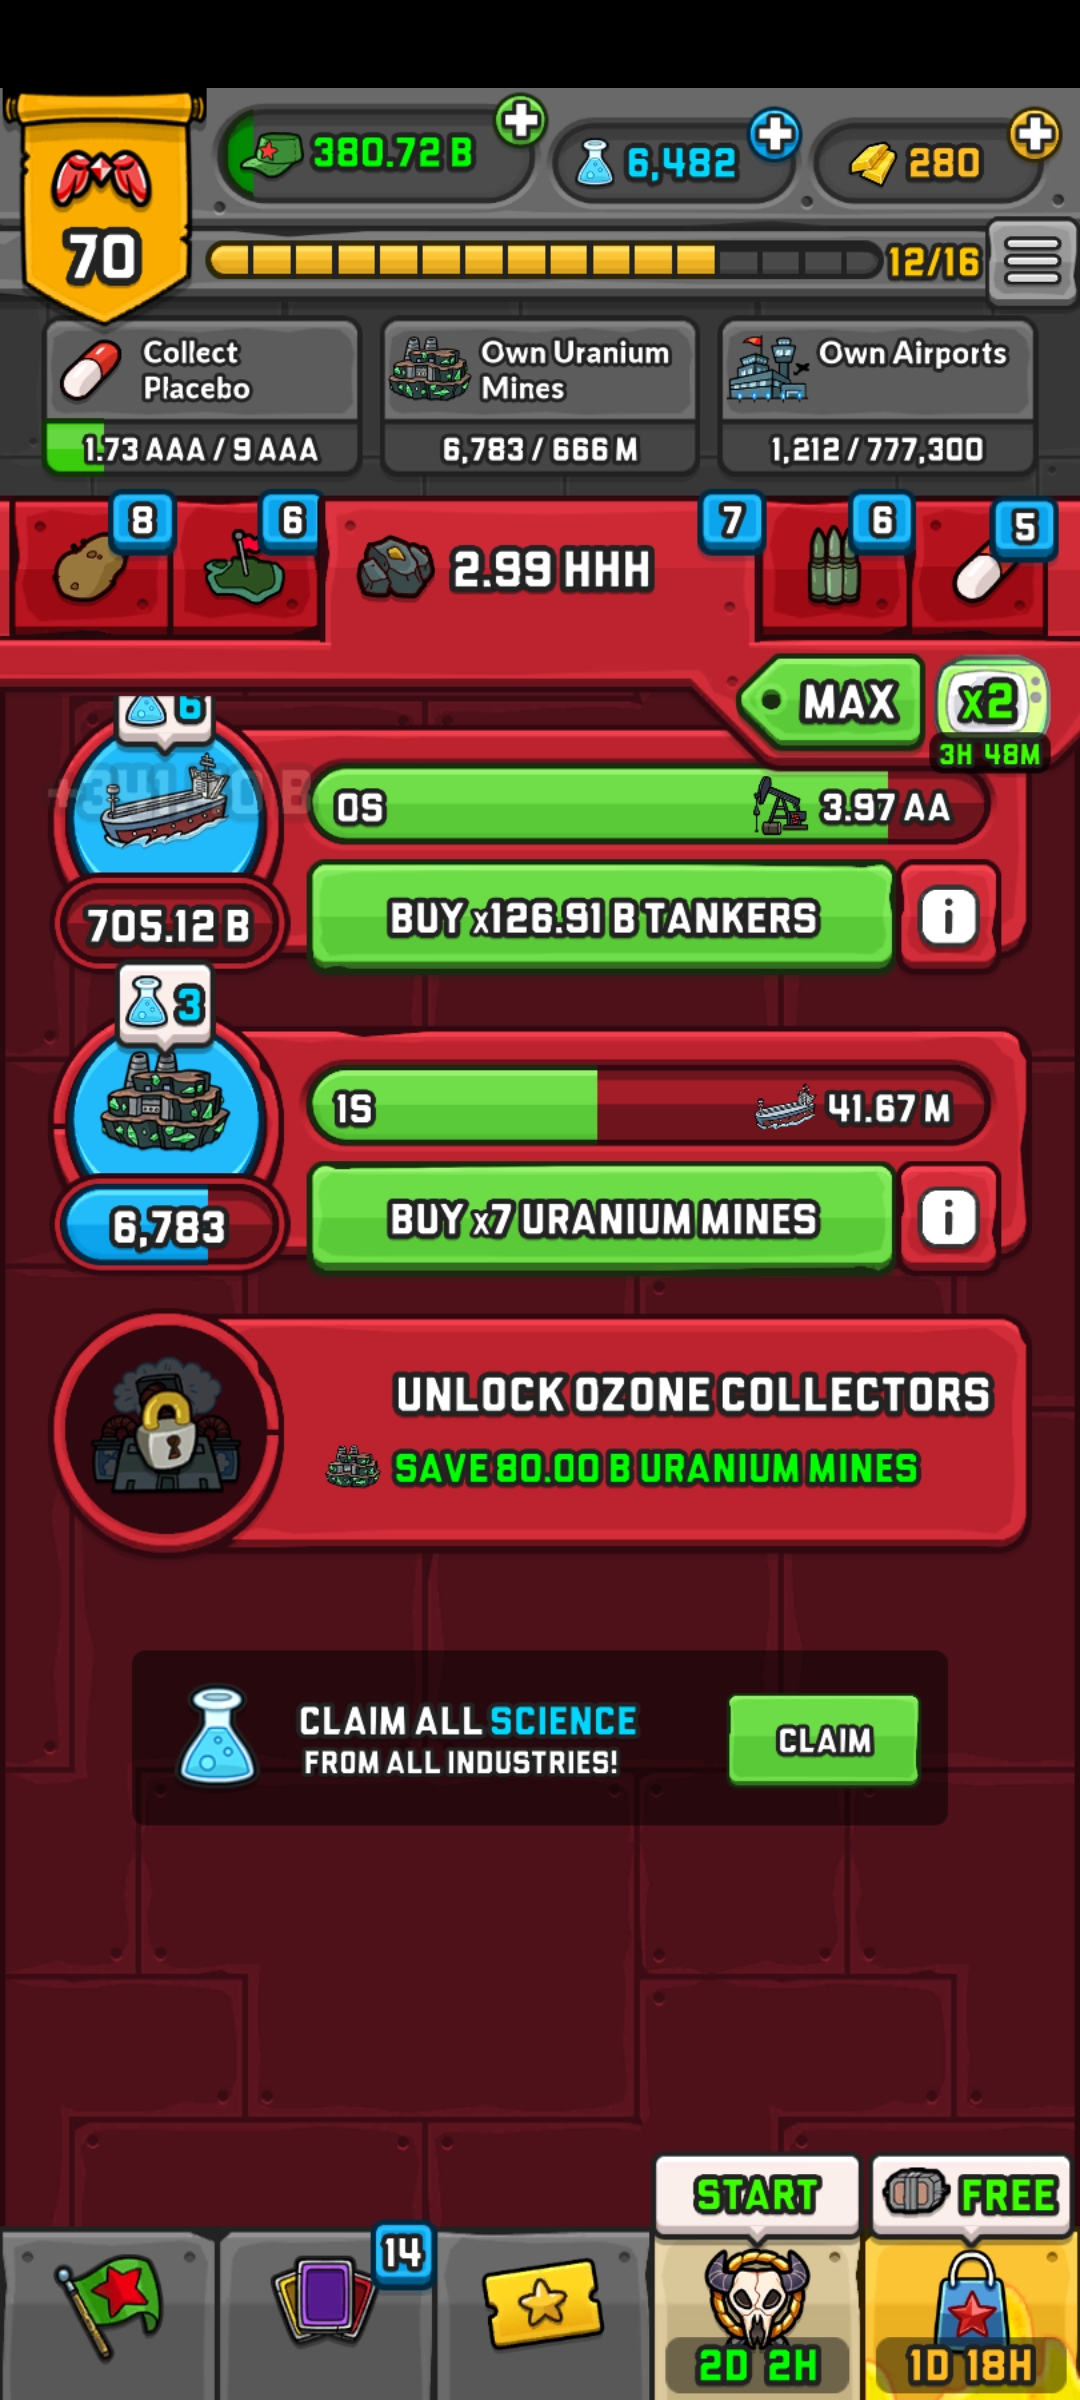 380.72 B
6,482
280
70
12/16
Collect
Placebo
1.73 AAA / 9 AAA
Own Uranium
Mines
6,783 / 666 M
Own Airports
1,212 / 777,300
8
6
2.99 HHH
7
6
5
MAX
x2
3H 48M
6
0S
3.97 AA
705.12 B
BUY x126.91 B TANKERS
i
3
1S
41.67 M
6,783
BUY x7 URANIUM MINES
i
UNLOCK OZONE COLLECTORS
SAVE 80.00 B URANIUM MINES
CLAIM ALL SCIENCE
FROM ALL INDUSTRIES!
CLAIM
START
FREE
14
2D 2H
1D 18H